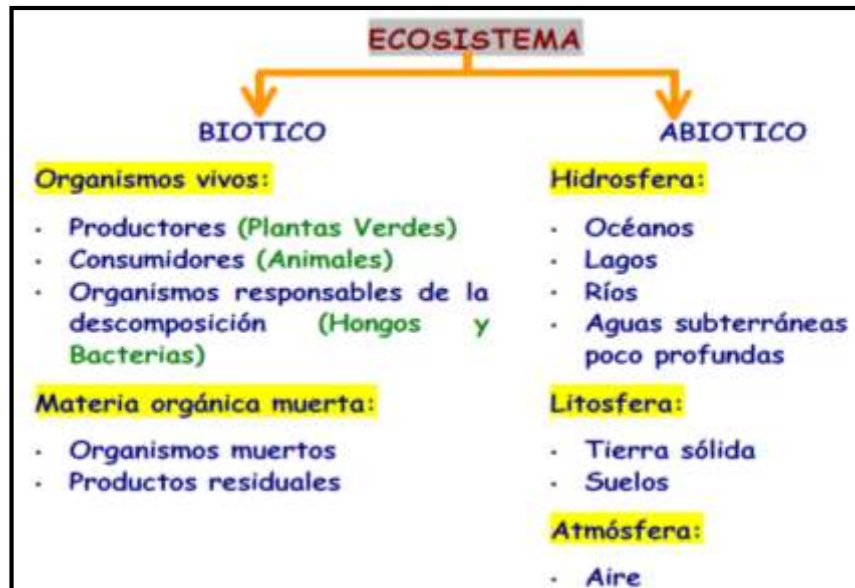 ECOSISTEMA
BIOTICO
Organismos vivos:
· Productores (Plantas Verdes)
· Consumidores (Animales)
· Organismos responsables de la
descomposición (Hongos y
Bacterias)
Materia orgánica muerta:
· Organismos muertos
· Productos residuales
ABIOTICO
Hidrosfera:
· Océanos
· Lagos
· Ríos
· Aguas subterráneas
poco profundas
Litosfera:
· Tierra sólida
· Suelos
Atmósfera:
· Aire